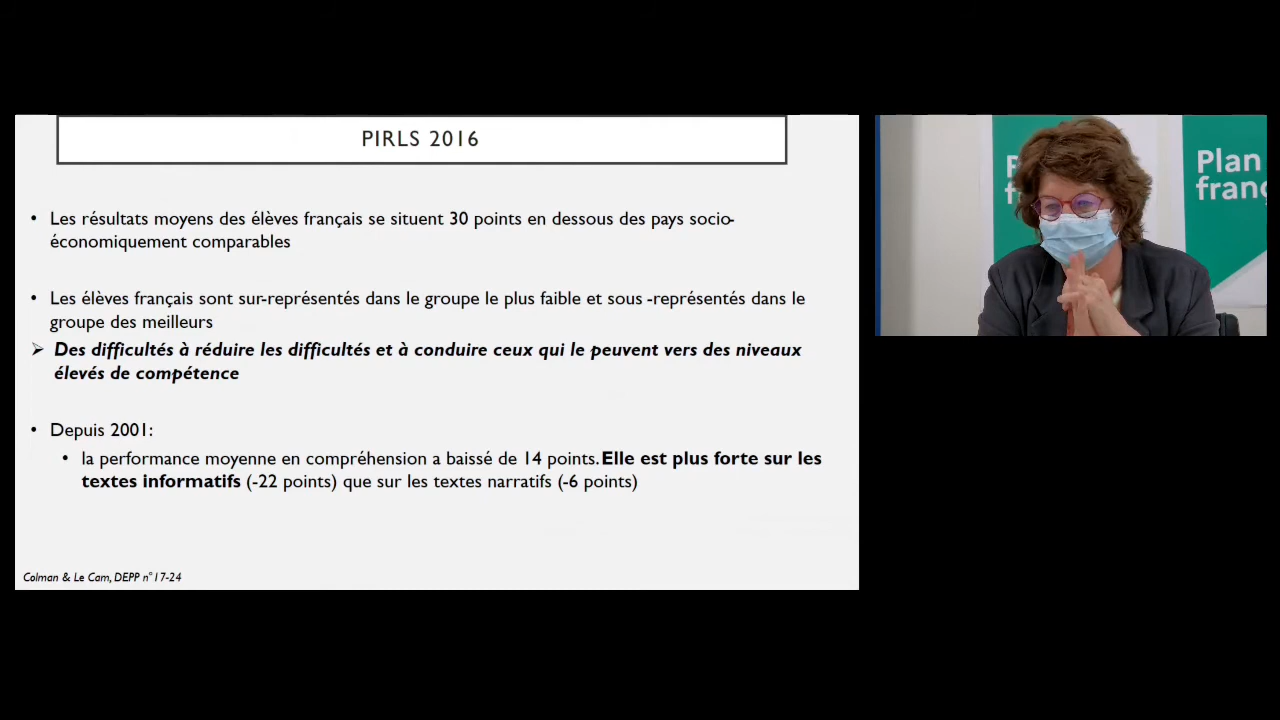 PIRLS 2016
• Les résultats moyens des élèves français se situent 30 points en dessous des pays socio-
économiquement comparables
• Les élèves français sont sur-représentés dans le groupe le plus faible et sous -représentés dans le
groupe des meilleurs
➢ Des difficultés à réduire les difficultés et à conduire ceux qui le peuvent vers des niveaux
élevés de compétence
• Depuis 2001:
• la performance moyenne en compréhension a baissé de 14 points. Elle est plus forte sur les
textes informatifs (-22 points) que sur les textes narratifs (-6 points)
Colman & Le Cam, DEPP n°17-24
Plan
franç